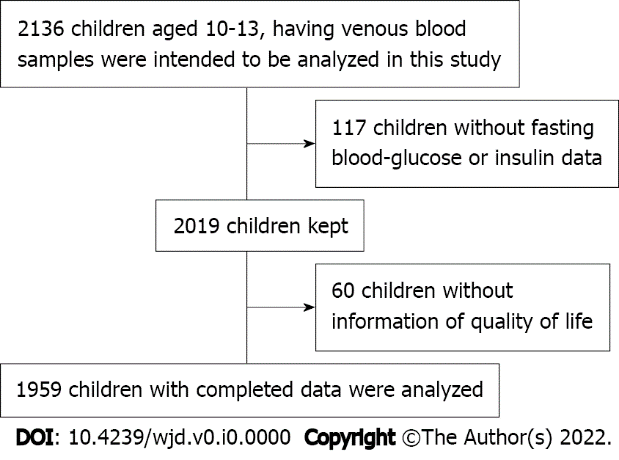 2136 children aged 10-13, having venous blood
samples were intended to be analyzed in this study
117 children without fasting
blood-glucose or insulin data
2019 children kept
60 children without
information of quality of life
1959 children with completed data were analyzed
DOI: 10.4239/wjd.v0.i0.0000 Copyright ©The Author(s) 2022.